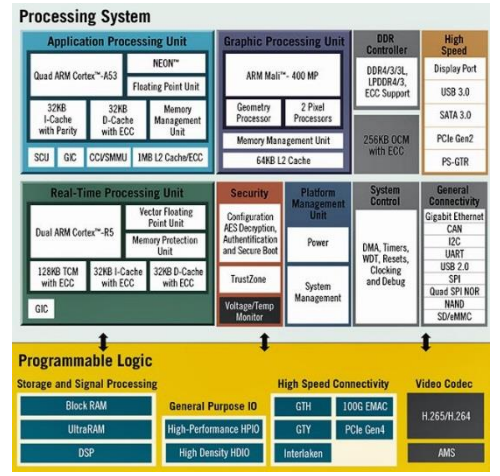 Processing System
Application Processing Unit
Quad ARM Cortex™-A53
NEON™
Floating Point Unit
32KB
I-Cache
with Parity
32KB
D-Cache
with ECC
Memory
Management
Unit
SCU
GIC
CCI/SMMU
1MB L2 Cache/ECC
Graphic Processing Unit
ARM Mali™- 400 MP
Geometry
Processor
2 Pixel
Processors
Memory Management Unit
64KB L2 Cache
DDR
Controller
DDR4/3/3L,
LPDDR4/3,
ECC Support
256KB OCM
with ECC
High
Speed
Display Port
USB 3.0
SATA 3.0
PCIe Gen2
PS-GTR
Real-Time Processing Unit
Dual ARM Cortex™-R5
Vector Floating
Point Unit
Memory Protection
Unit
128KB TCM
with ECC
32KB I-Cache
with ECC
32KB D-Cache
with ECC
GIC
Security
Configuration
AES Decryption,
Authentification
and Secure Boot
TrustZone
Voltage/Temp
Monitor
Platform
Management
Unit
Power
System
Management
System
Control
DMA, Timers,
WDT, Resets,
Clocking
and Debug
General
Connectivity
Gigabit Ethernet
CAN
I2C
UART
USB 2.0
SPI
Quad SPI NOR
NAND
SD/eMMC
Programmable Logic
Storage and Signal Processing
Block RAM
UltraRAM
DSP
General Purpose IO
High-Performance HPIO
High Density HDIO
High Speed Connectivity
GTH
100G EMAC
GTY
PCIe Gen4
Interlaken
Video Codec
H.265/H.264
AMS